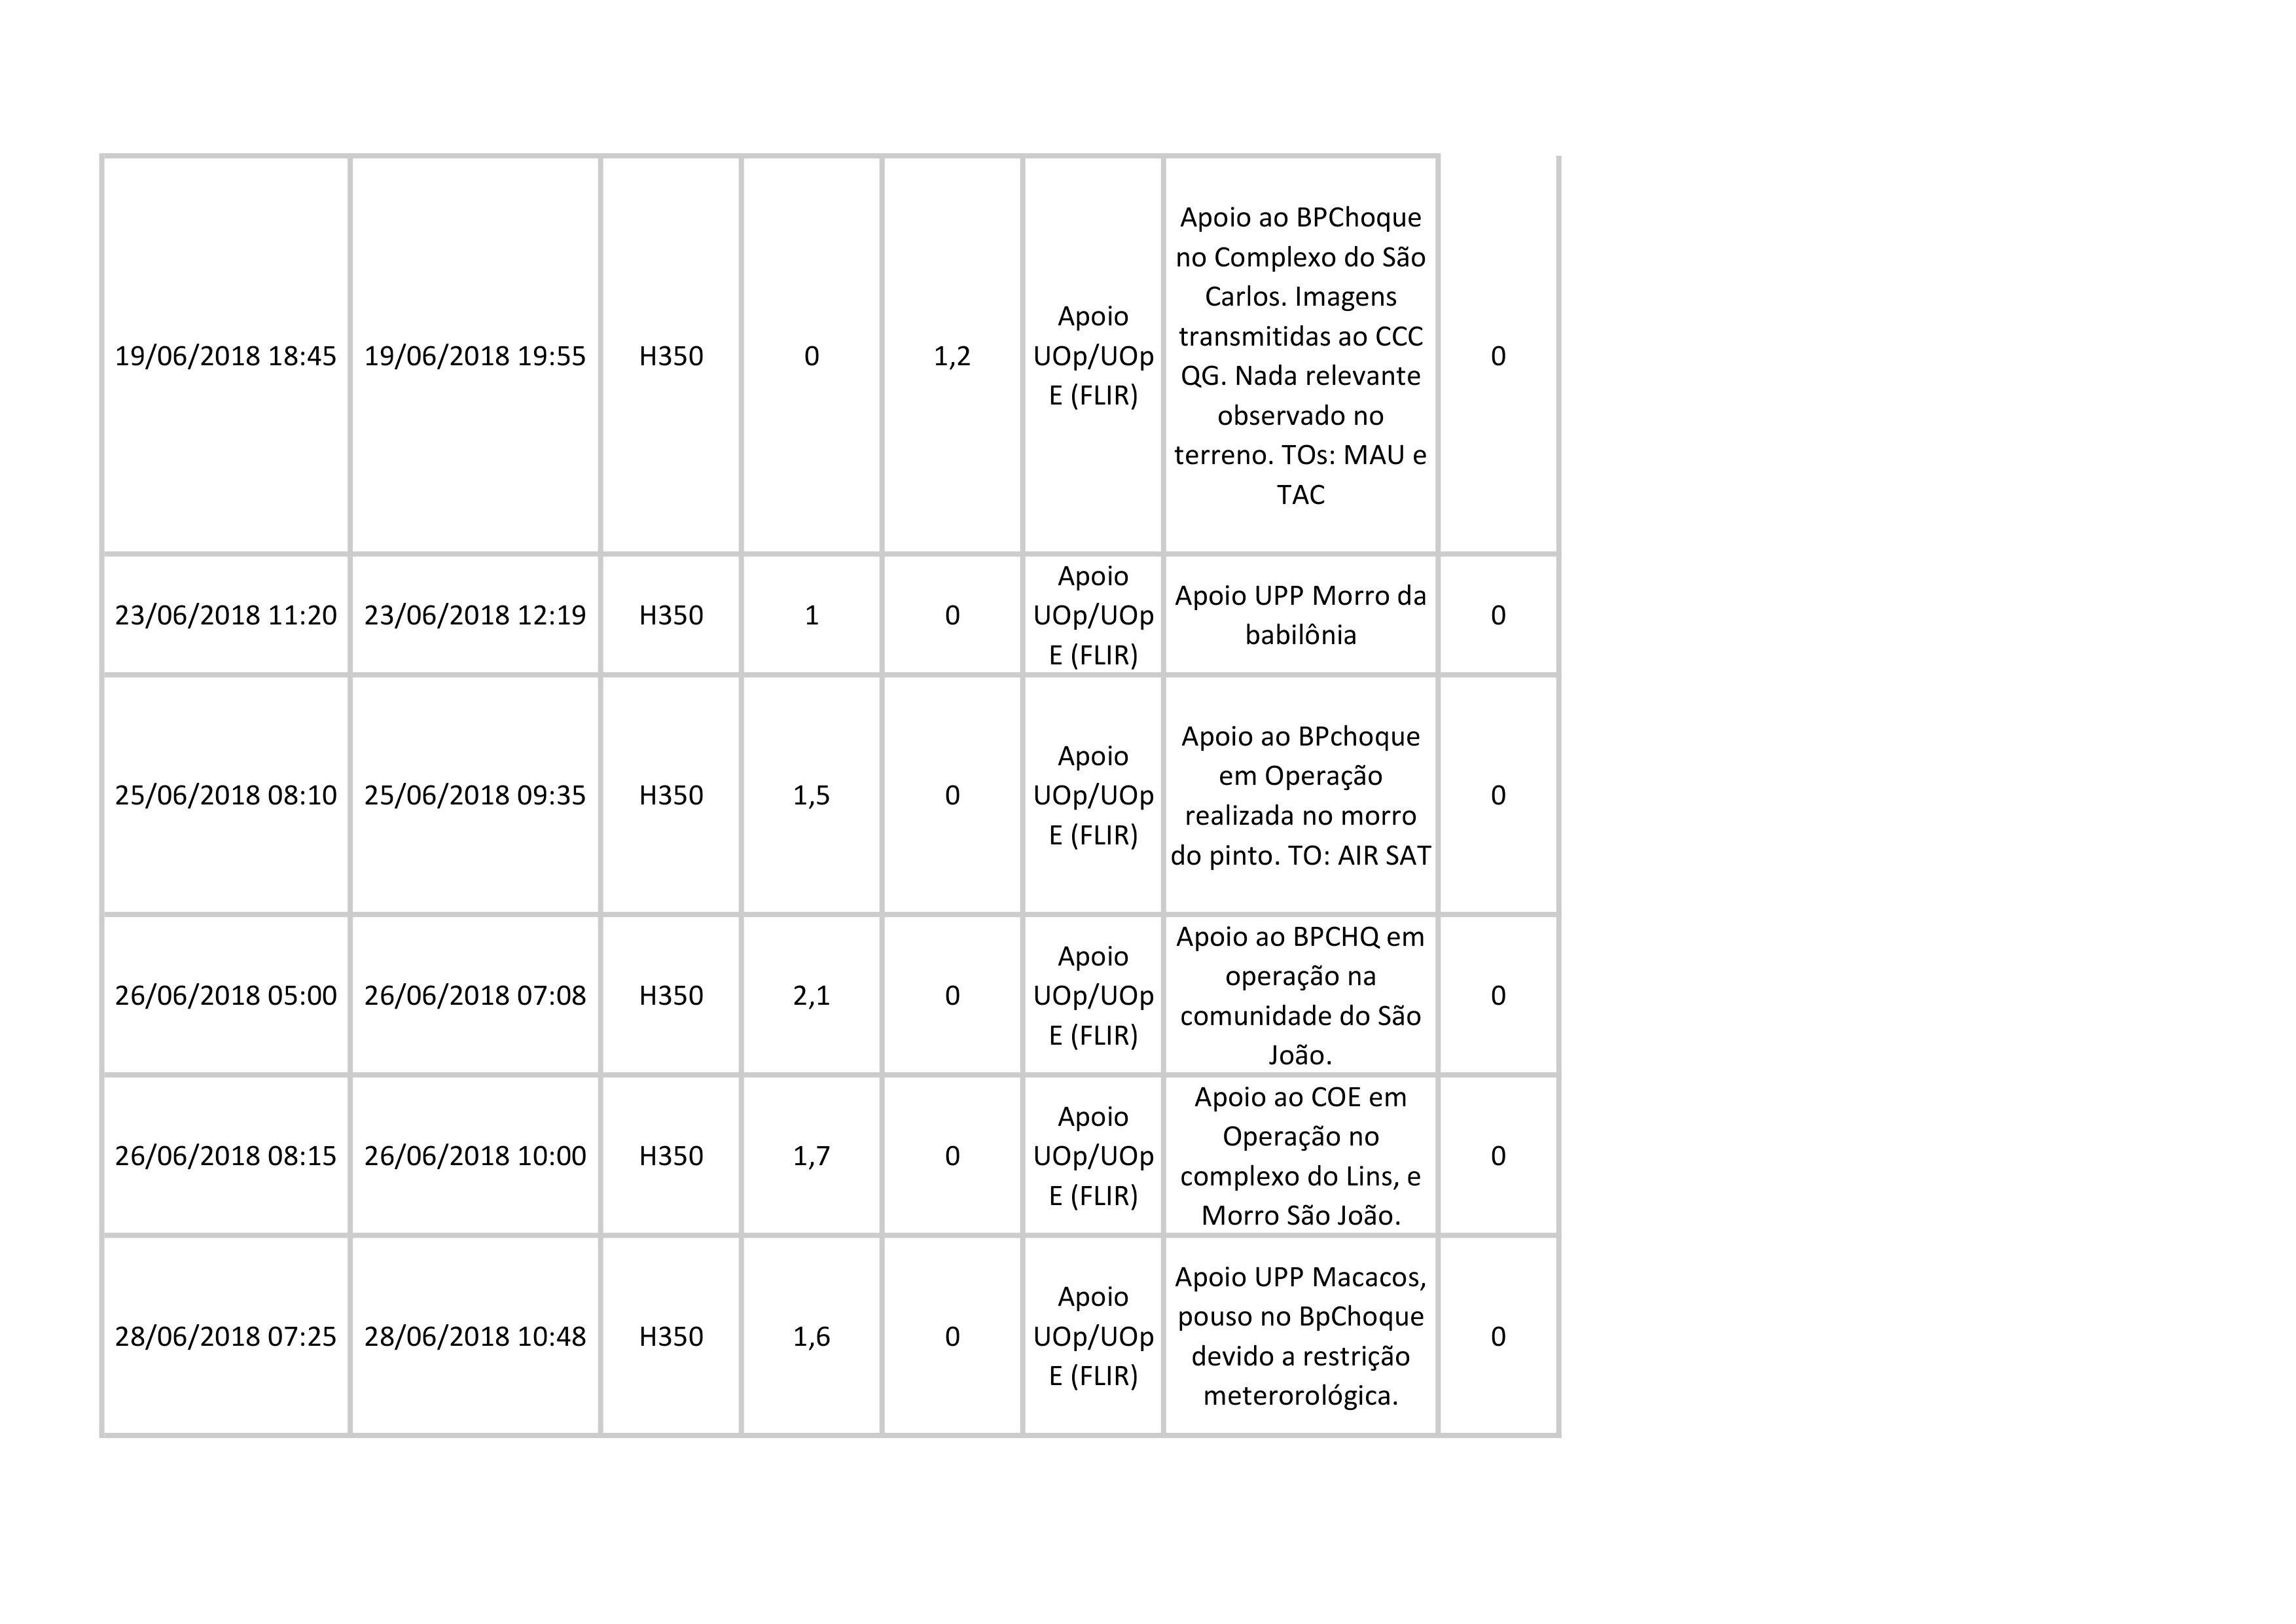 Apoio ao BPChoque
no Complexo do São
Carlos. Imagens
transmitidas ao CCC
QG. Nada relevante
observado no
terreno. TOs: MAU e
TAC
19/06/2018 18:45 19/06/2018 19:55 H350 0 1,2 Apoio
UOp/UOp
E (FLIR) 0
23/06/2018 11:20 23/06/2018 12:19 H350 1 0 Apoio
UOp/UOp
E (FLIR)
Apoio UPP Morro da
babilônia 0
25/06/2018 08:10 25/06/2018 09:35 H350 1,5 0 Apoio
UOp/UOp
E (FLIR)
Apoio ao BPchoque
em Operação
realizada no morro
do pinto. TO: AIR SAT 0
26/06/2018 05:00 26/06/2018 07:08 H350 2,1 0 Apoio
UOp/UOp
E (FLIR)
Apoio ao BPCHQ em
operação na
comunidade do São
João. 0
26/06/2018 08:15 26/06/2018 10:00 H350 1,7 0 Apoio
UOp/UOp
E (FLIR)
Apoio ao COE em
Operação no
complexo do Lins, e
Morro São João. 0
28/06/2018 07:25 28/06/2018 10:48 H350 1,6 0 Apoio
UOp/UOp
E (FLIR)
Apoio UPP Macacos,
pouso no BpChoque
devido a restrição
meterorológica. 0